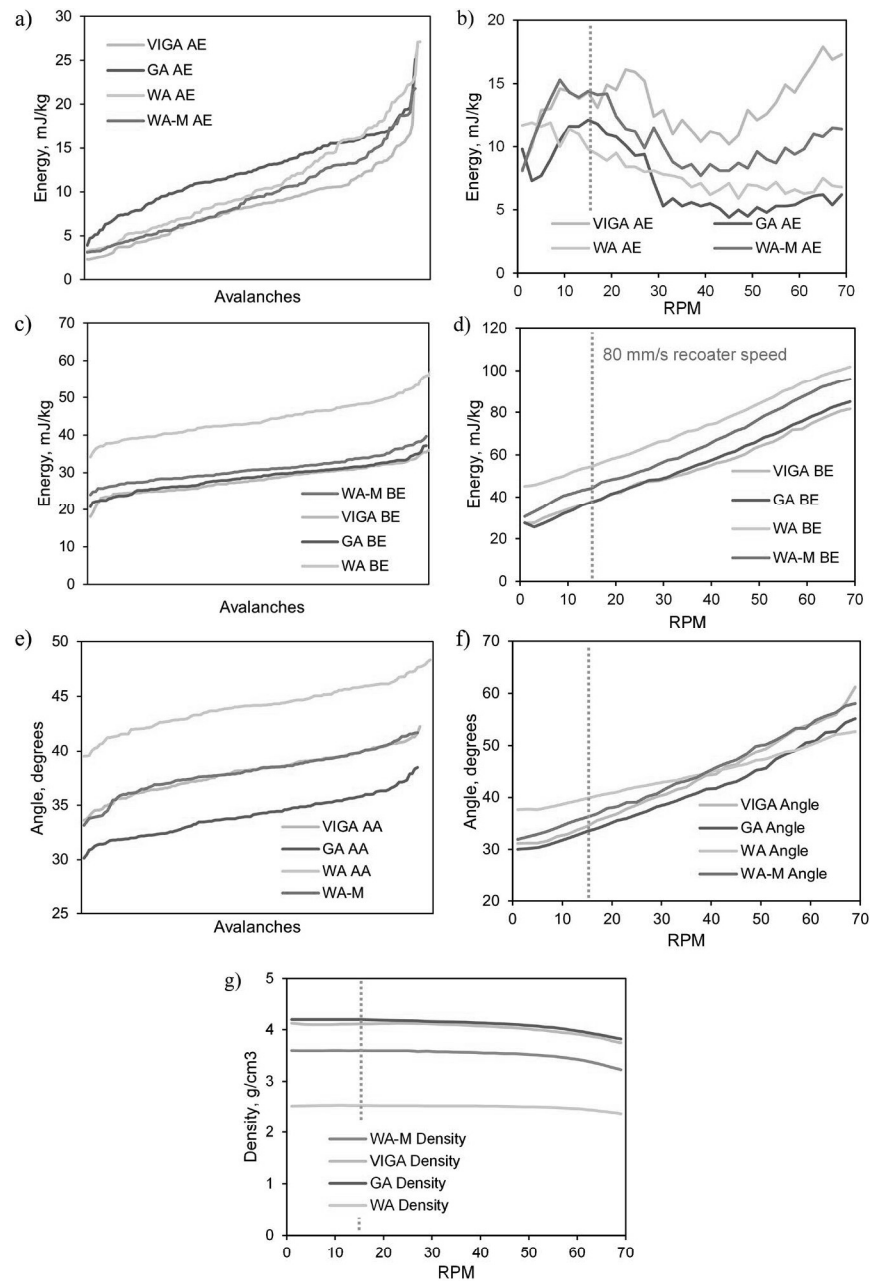 a)
30
25
20
15
10
5
0
Energy, mJ/kg
VIGA AE
GA AE
WA AE
WA-M AE
Avalanches
b)
20
15
10
5
0
Energy, mJ/kg
VIGA AE
GA AE
WA AE
WA-M AE
0 10 20 30 40 50 60 70
RPM
c)
70
60
50
40
30
20
10
0
Energy, mJ/kg
WA-M BE
VIGA BE
GA BE
WA BE
Avalanches
d)
120
100
80
60
40
20
0
Energy, mJ/kg
80 mm/s recoater speed
VIGA BE
GA BE
WA BE
WA-M BE
0 10 20 30 40 50 60 70
RPM
e)
50
45
40
35
30
25
Angle, degrees
VIGA AA
GA AA
WA AA
WA-M
Avalanches
f)
70
60
50
40
30
20
Angle, degrees
VIGA Angle
GA Angle
WA Angle
WA-M Angle
0 10 20 30 40 50 60 70
RPM
g)
5
4
3
2
1
0
Density, g/cm3
WA-M Density
VIGA Density
GA Density
WA Density
0 10 20 30 40 50 60 70
RPM